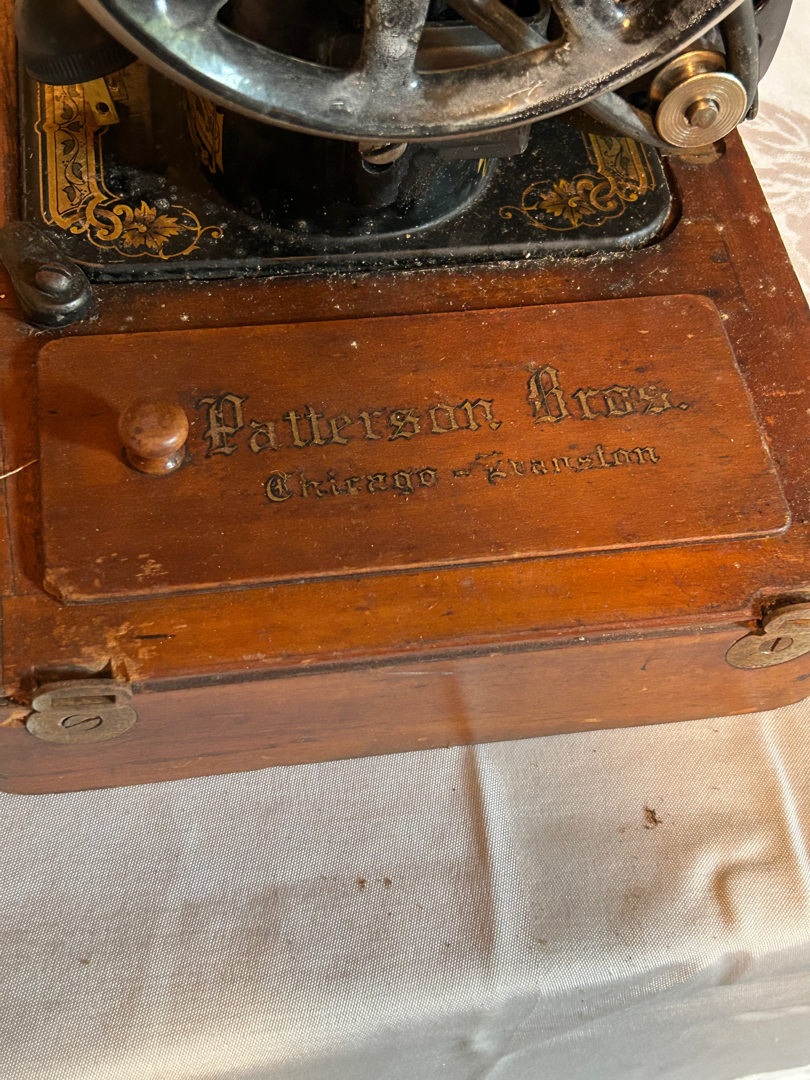 Patterson Bros.
Chicago - Evanston